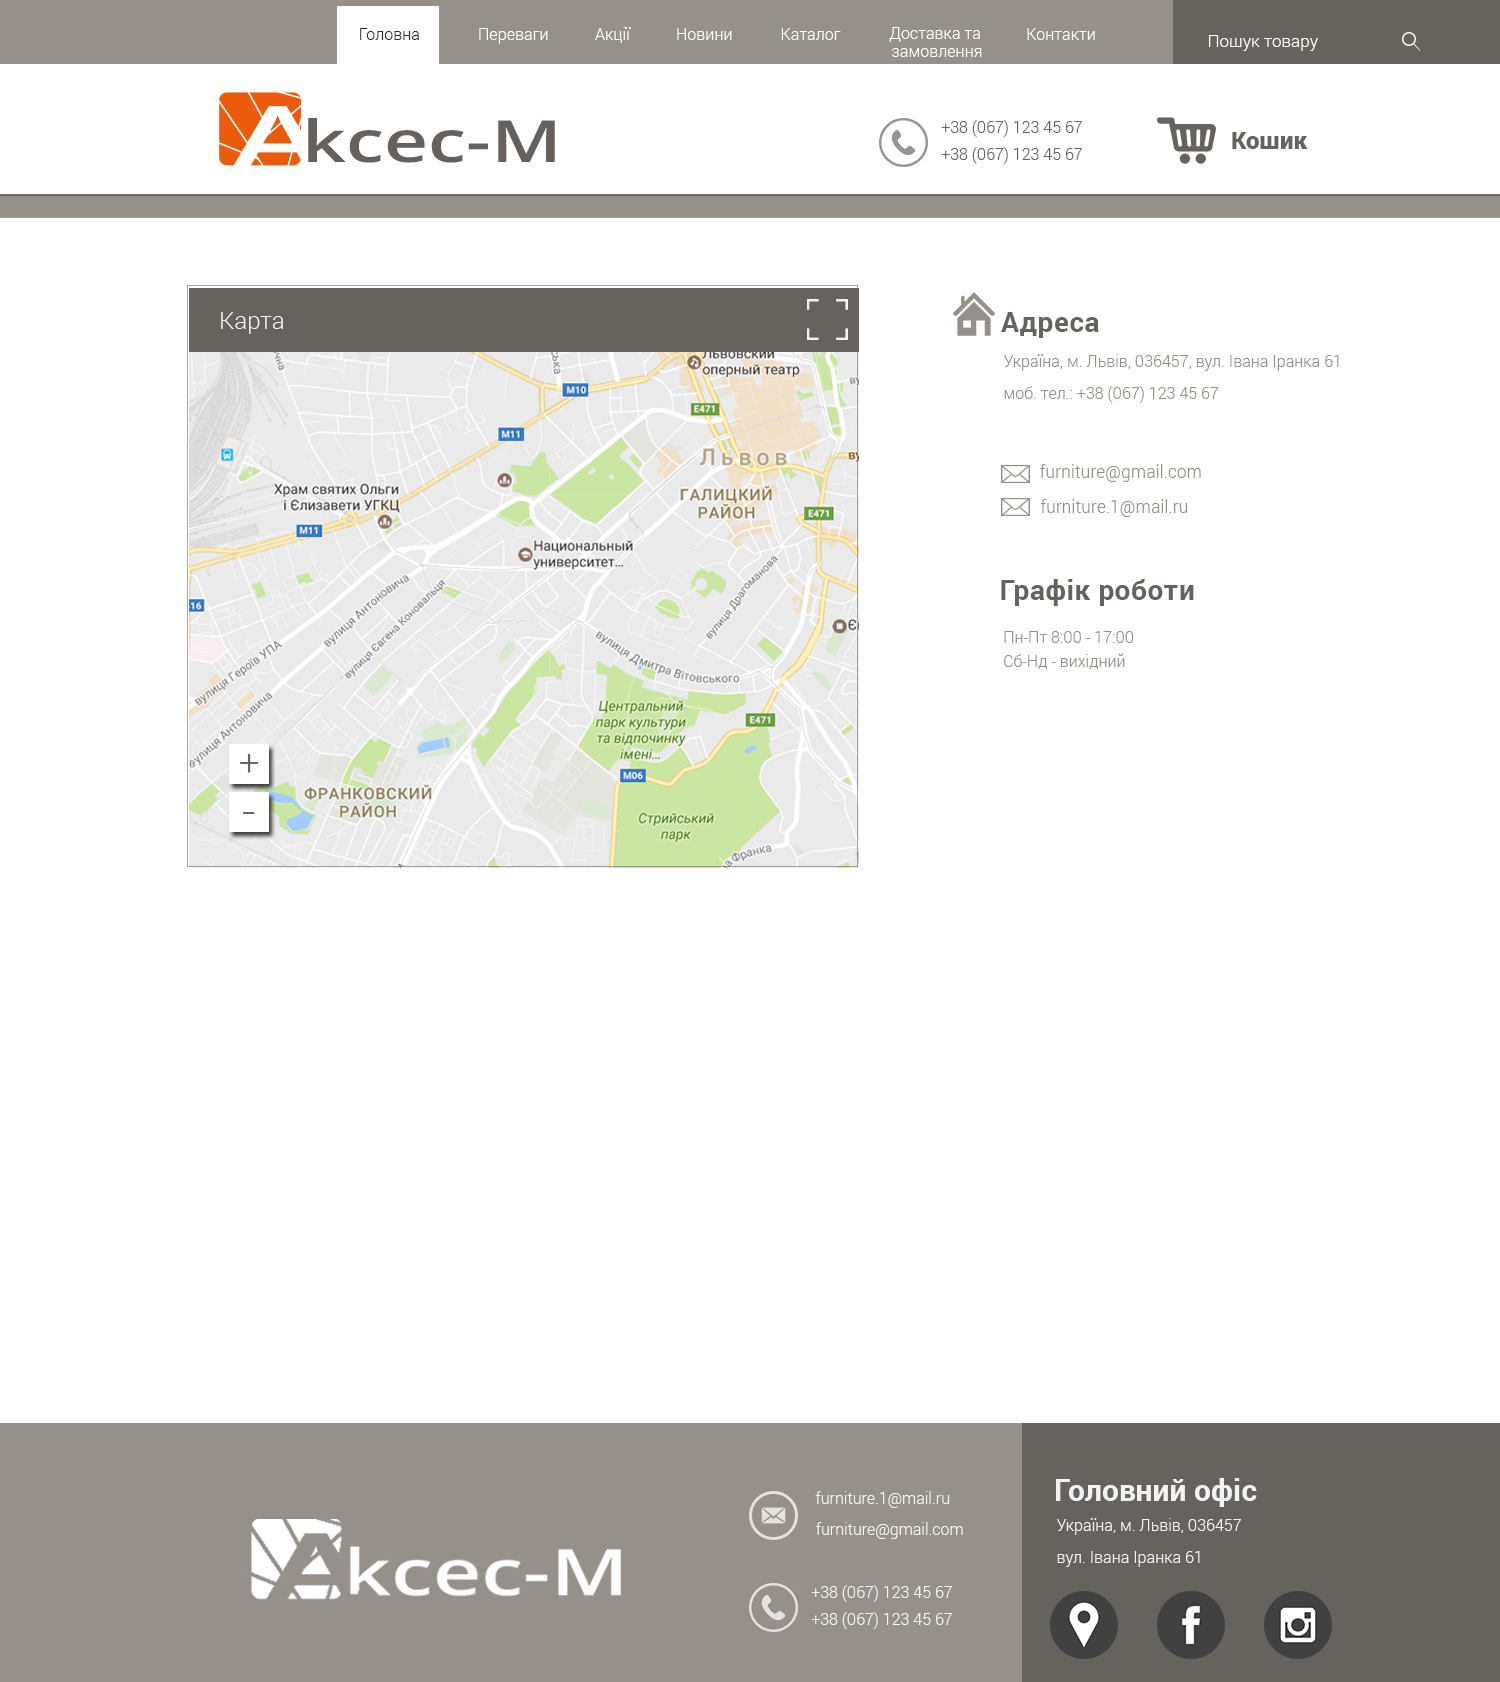 Головна
Переваги
Акції
Новини
Каталог
Доставка та
замовлення
Контакти
Пошук товару
Аксес-М
+38 (067) 123 45 67
+38 (067) 123 45 67
Кошик
Карта
Львовский
оперный театр
M10
E471
M11
Львов
Храм святих Ольги
і Єлизавети УГКЦ
ГАЛИЦКИЙ
РАЙОН
E471
M11
Национальный
университет...
вулиця Антоновича
вулиця Євгена Коновальця
вулиця Драгоманова
16
вулиця Героїв УПА
вулиця Дмитра Вітовського
вулиця Антоновича
Центральний
парк культури
та відпочинку
імені...
E471
M06
+
-
ФРАНКОВСКИЙ
РАЙОН
Стрийський
парк
на Франка
Адреса
Україна, м. Львів, 036457, вул. Івана Іранка 61
моб. тел.: +38 (067) 123 45 67
furniture@gmail.com
furniture.1@mail.ru
Графік роботи
Пн-Пт 8:00 - 17:00
Сб-Нд - вихідний
Аксес-М
furniture.1@mail.ru
furniture@gmail.com
+38 (067) 123 45 67
+38 (067) 123 45 67
Головний офіс
Україна, м. Львів, 036457
вул. Івана Іранка 61